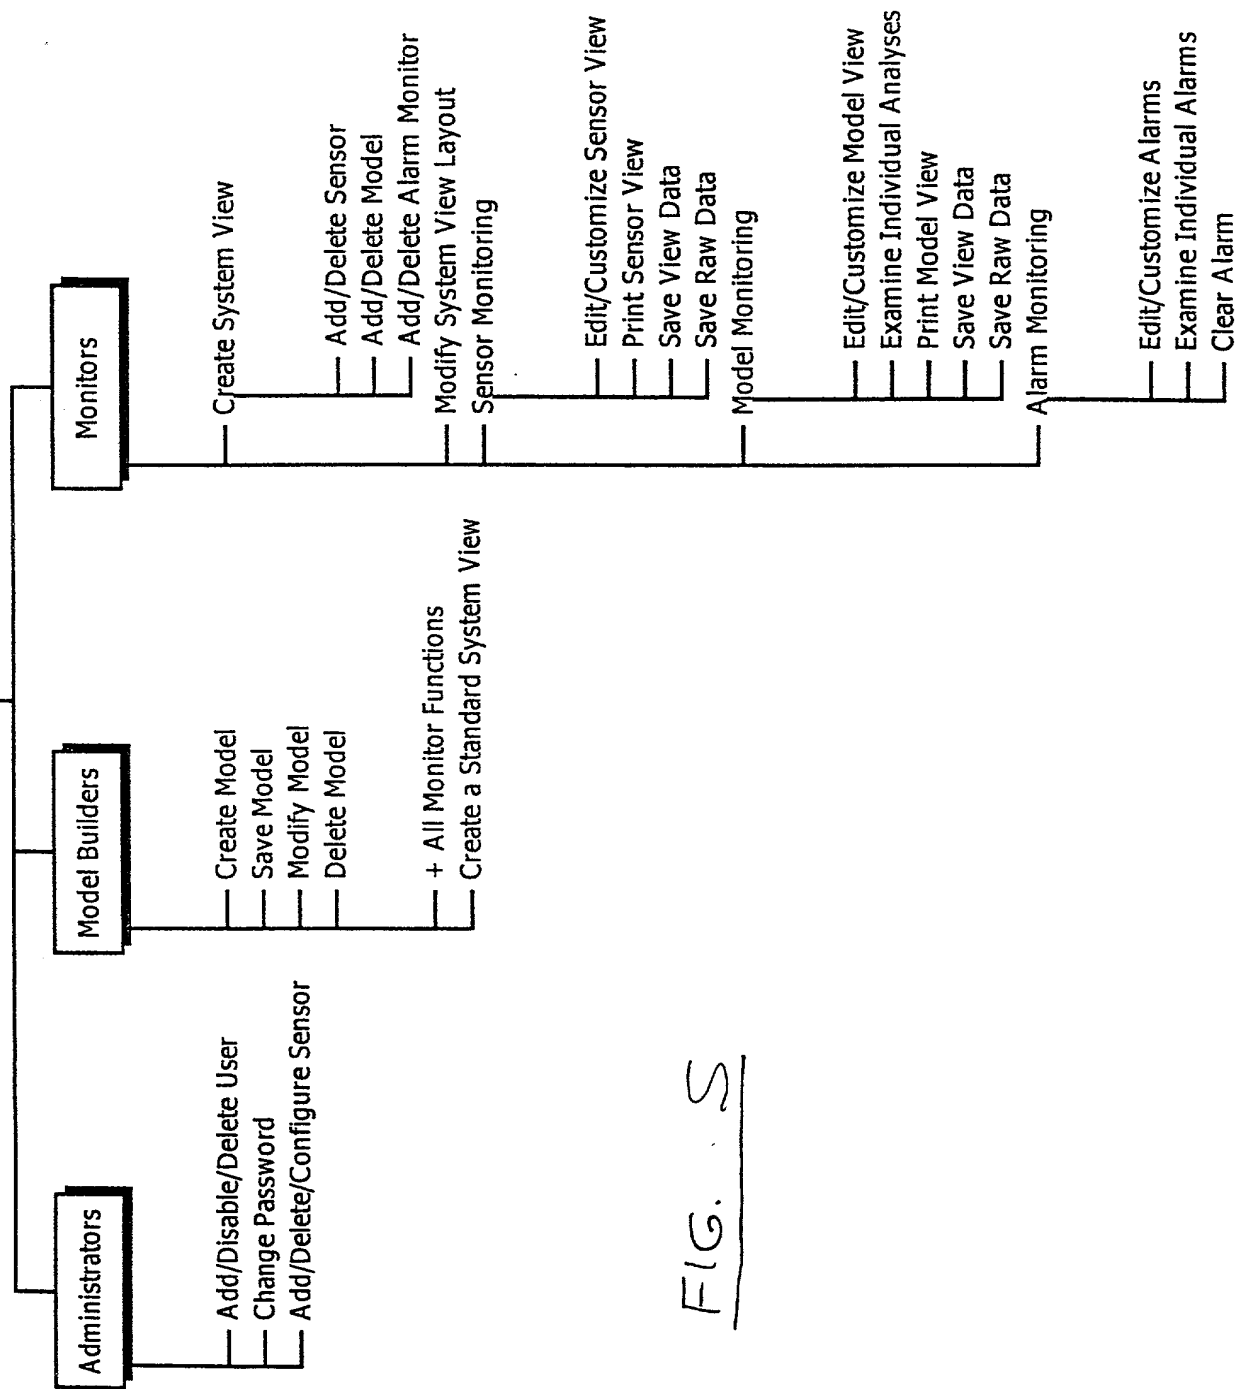 Administrators
Add/Disable/Delete User
Change Password
Add/Delete/Configure Sensor
Model Builders
Create Model
Save Model
Modify Model
Delete Model
+ All Monitor Functions
Create a Standard System View
Monitors
Create System View
Add/Delete Sensor
Add/Delete Model
Add/Delete Alarm Monitor
Modify System View Layout
Sensor Monitoring
Edit/Customize Sensor View
Print Sensor View
Save View Data
Save Raw Data
Model Monitoring
Edit/Customize Model View
Examine Individual Analyses
Print Model View
Save View Data
Save Raw Data
Alarm Monitoring
Edit/Customize Alarms
Examine Individual Alarms
Clear Alarm
FIG. 5